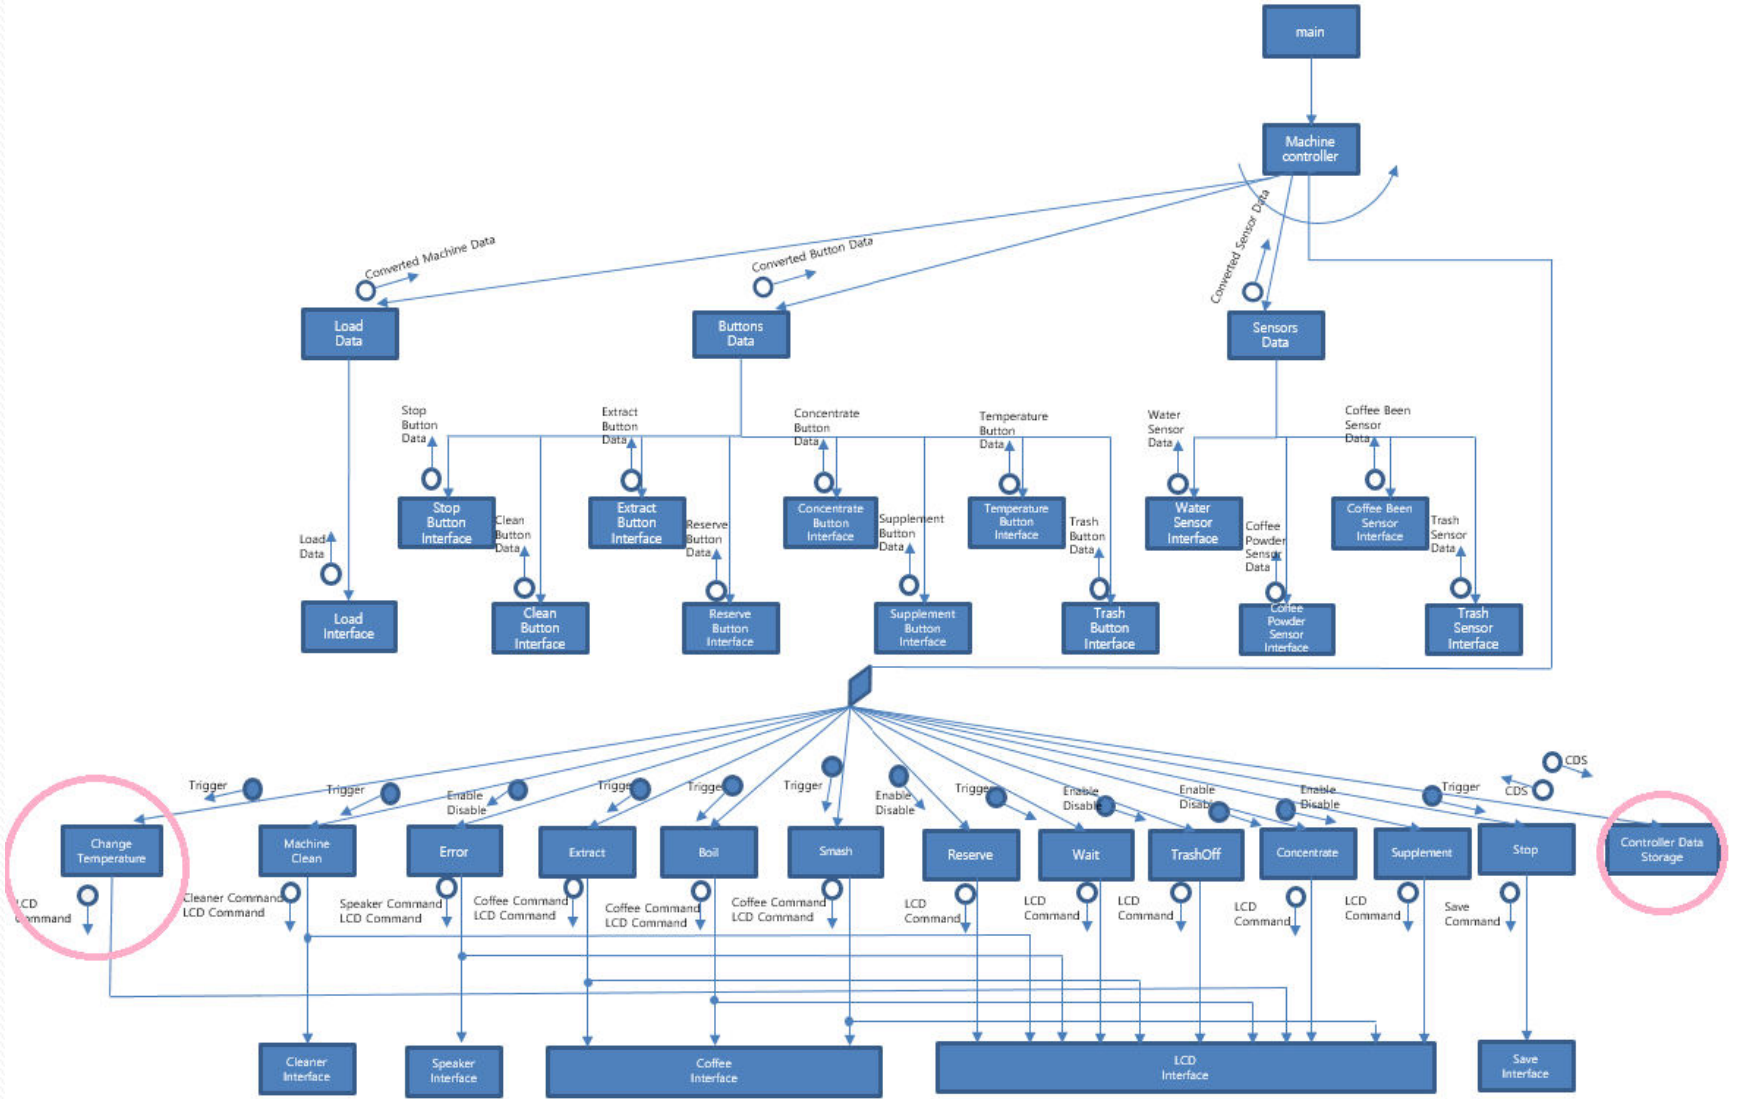 main
Machine
controller
Converted Machine Data
Converted Button Data
Converted Sensor Data
Load
Data
Buttons
Data
Sensors
Data
Stop
Button
Data
Extract
Button
Data
Concentrate
Button
Data
Temperature
Button
Data
Water
Sensor
Data
Coffee Been
Sensor
Data
Stop
Button
Interface
Extract
Button
Interface
Concentrate
Button
Interface
Temperature
Button
Interface
Water
Sensor
Interface
Coffee Been
Sensor
Interface
Load
Data
Clean
Button
Data
Reserve
Button
Data
Supplement
Button
Data
Trash
Button
Data
Coffee
Powder
Sensor
Data
Trash
Sensor
Data
Load
Interface
Clean
Button
Interface
Reserve
Button
Interface
Supplement
Button
Interface
Trash
Button
Interface
Coffee
Powder
Sensor
Interface
Trash
Sensor
Interface
Trigger
Trigger
Enable
Disable
Trigger
Trigger
Trigger
Enable
Disable
Trigger
Enable
Disable
Enable
Disable
Enable
Disable
Trigger
CDS
CDS
Change
Temperature
Machine
Clean
Error
Extract
Boil
Smash
Reserve
Wait
TrashOff
Concentrate
Supplement
Stop
Controller Data
Storage
LCD
Command
Cleaner Command
LCD Command
Speaker Command
LCD Command
Coffee Command
LCD Command
Coffee Command
LCD Command
Coffee Command
LCD Command
LCD
Command
LCD
Command
LCD
Command
LCD
Command
LCD
Command
Save
Command
Cleaner
Interface
Speaker
Interface
Coffee
Interface
LCD
Interface
Save
Interface